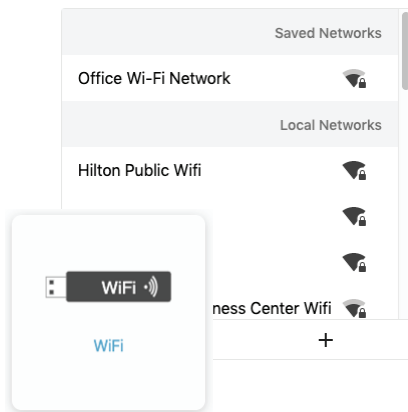 Saved Networks
Office Wi-Fi Network
Local Networks
Hilton Public Wifi
ness Center Wifi
+
WiFi
WiFi